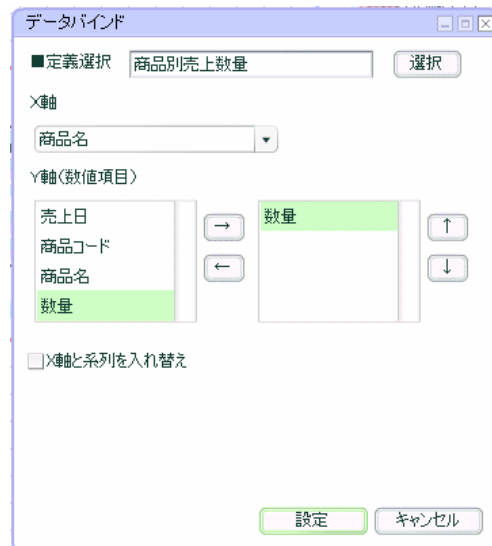 データバインド
■定義選択 商品別売上数量 選択
X軸
商品名
Y軸(数値項目)
売上日 → 数量 ↑
商品コード
商品名 ← ↓
数量
X軸と系列を入れ替え
設定 キャンセル